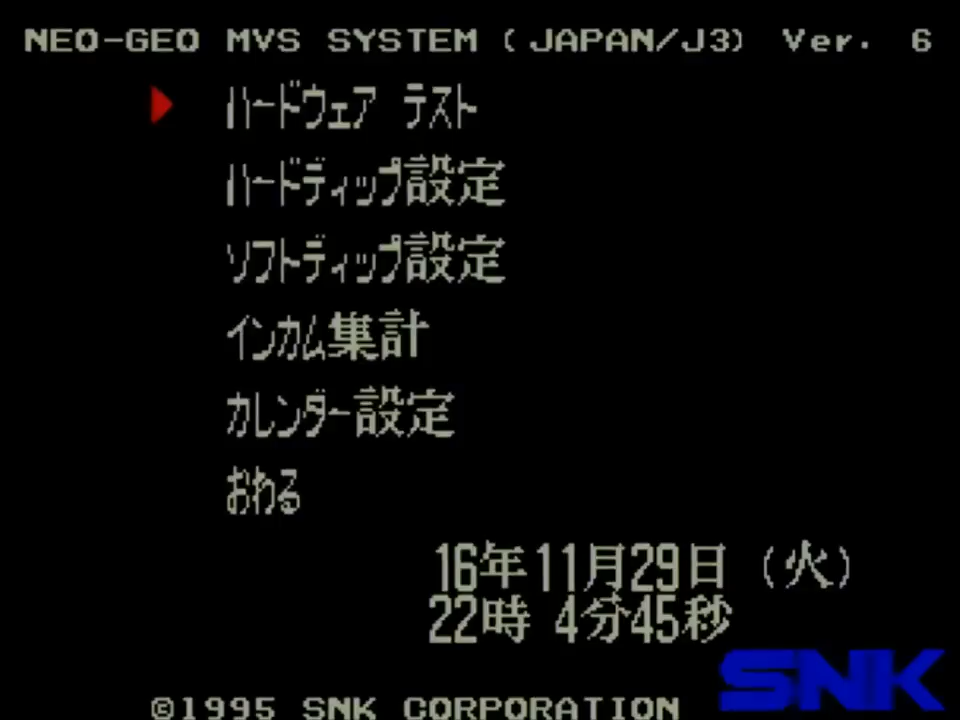 NEO-GEO MVS SYSTEM (JAPAN/J3) Ver. 6
ハードウェア テスト
ハードディップ設定
ソフトディップ設定
インカム集計
カレンダー設定
おわる
16年11月29日 (火)
22時 4分45秒
SNK
©1995 SNK CORPORATION